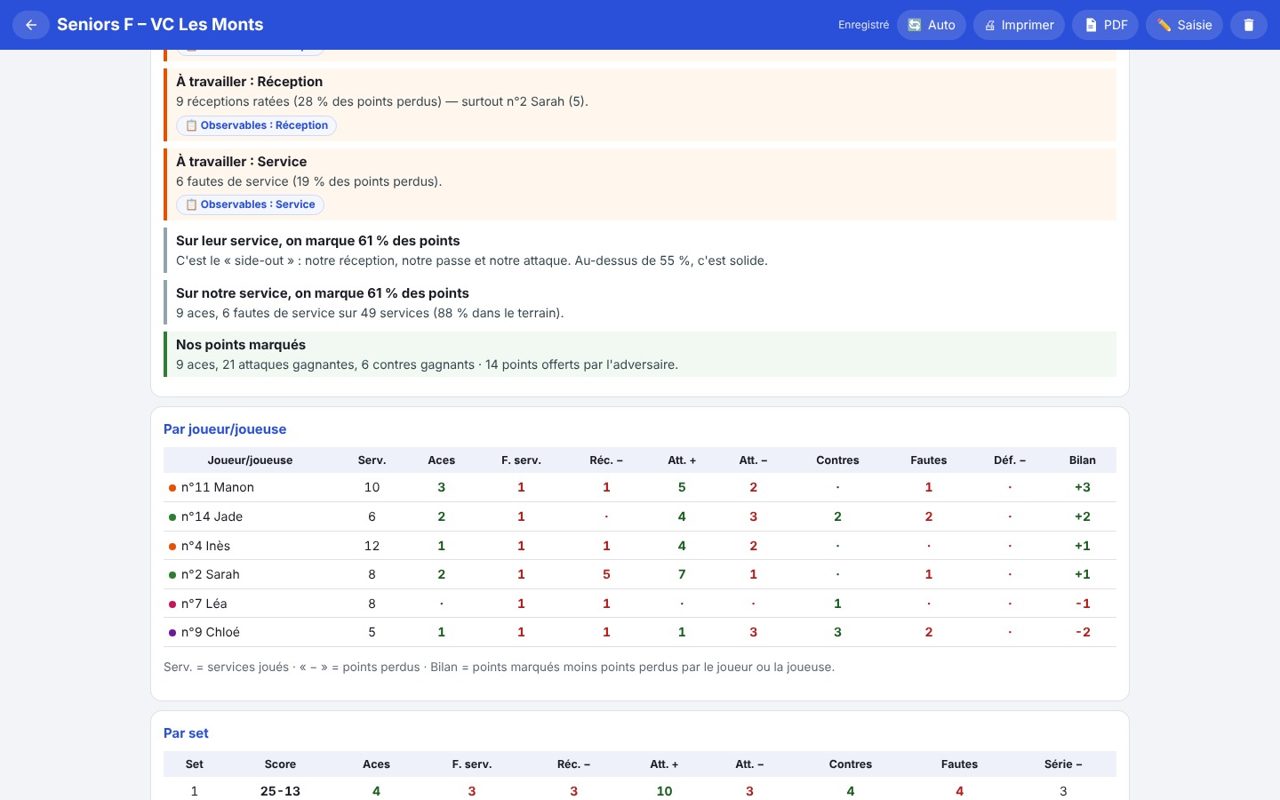 Seniors F – VC Les Monts
Enregistré
Auto
Imprimer
PDF
Saisie
À travailler : Réception
9 réceptions ratées (28 % des points perdus) — surtout n°2 Sarah (5).
Observables : Réception
À travailler : Service
6 fautes de service (19 % des points perdus).
Observables : Service
Sur leur service, on marque 61 % des points
C'est le « side-out » : notre réception, notre passe et notre attaque. Au-dessus de 55 %, c'est solide.
Sur notre service, on marque 61 % des points
9 aces, 6 fautes de service sur 49 services (88 % dans le terrain).
Nos points marqués
9 aces, 21 attaques gagnantes, 6 contres gagnants · 14 points offerts par l'adversaire.
Par joueur/joueuse
Joueur/joueuse Serv. Aces F. serv. Réc. – Att. + Att. – Contres Fautes Déf. – Bilan
n°11 Manon 10 3 1 1 5 2 · 1 · +3
n°14 Jade 6 2 1 · 4 3 2 2 · +2
n°4 Inès 12 1 1 1 4 2 · · · +1
n°2 Sarah 8 2 1 5 7 1 · 1 · +1
n°7 Léa 8 · 1 1 · · 1 · · -1
n°9 Chloé 5 1 1 1 1 3 3 2 · -2
Serv. = services joués · « – » = points perdus · Bilan = points marqués moins points perdus par le joueur ou la joueuse.
Par set
Set Score Aces F. serv. Réc. – Att. + Att. – Contres Fautes Série –
1 25-13 4 3 3 10 3 4 4 3